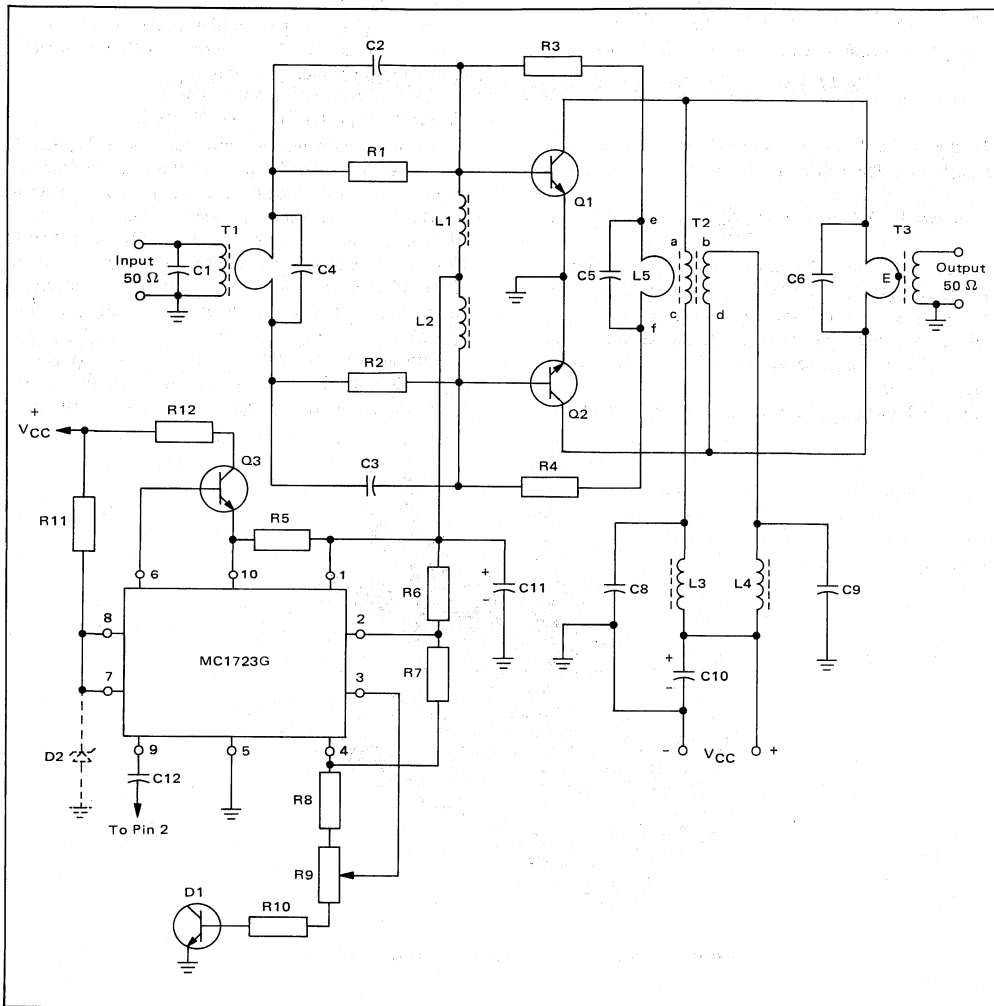 C2
R3
R1
Q1
L1
T1
Input
50 Ω
C1
C4
L2
R2
Q2
C3
R4
e
T2
a
b
C5
L5
c
d
f
C6
T3
E
Output
50 Ω
+
VCC
R12
Q3
R11
R5
6
10
1
R6
C11
+
-
8
2
MC1723G
R7
7
3
D2
9
5
4
C12
To Pin 2
R8
R9
D1
R10
C8
L3
L4
C9
+
-
C10
-
VCC
+